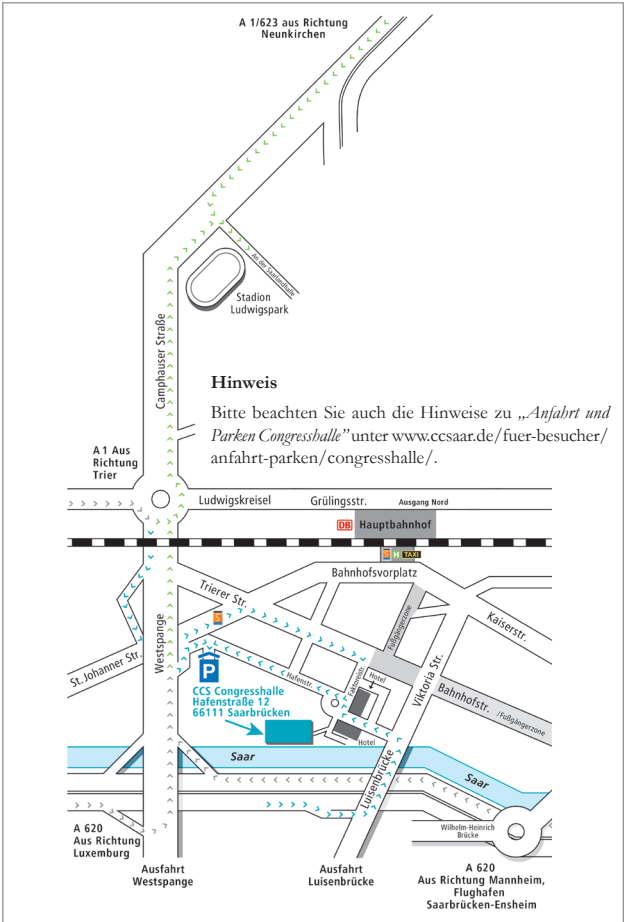 A 1/623 aus Richtung
Neunkirchen
An der Saarlandhalle
Stadion
Ludwigspark
Camphauser Straße
Hinweis
Bitte beachten Sie auch die Hinweise zu „Anfahrt und
Parken Congresshalle” unter www.ccsaar.de/fuer-besucher/
anfahrt-parken/congresshalle/.
A 1 Aus
Richtung
Trier
Ludwigskreisel
Grülingsstr.
Ausgang Nord
DB
Hauptbahnhof
S H TAXI
Bahnhofsvorplatz
Trierer Str.
Fußgängerzone
Kaiserstr.
S
Westspange
St. Johanner Str.
P
Hafenstr.
Faktoreistr.
Hotel
Viktoria Str.
Bahnhofstr. /Fußgängerzone
CCS Congresshalle
Hafenstraße 12
66111 Saarbrücken
Hotel
Saar
Luisenbrücke
Saar
A 620
Aus Richtung
Luxemburg
Wilhelm-Heinrich
Brücke
Ausfahrt
Westspange
Ausfahrt
Luisenbrücke
A 620
Aus Richtung Mannheim,
Flughafen
Saarbrücken-Ensheim